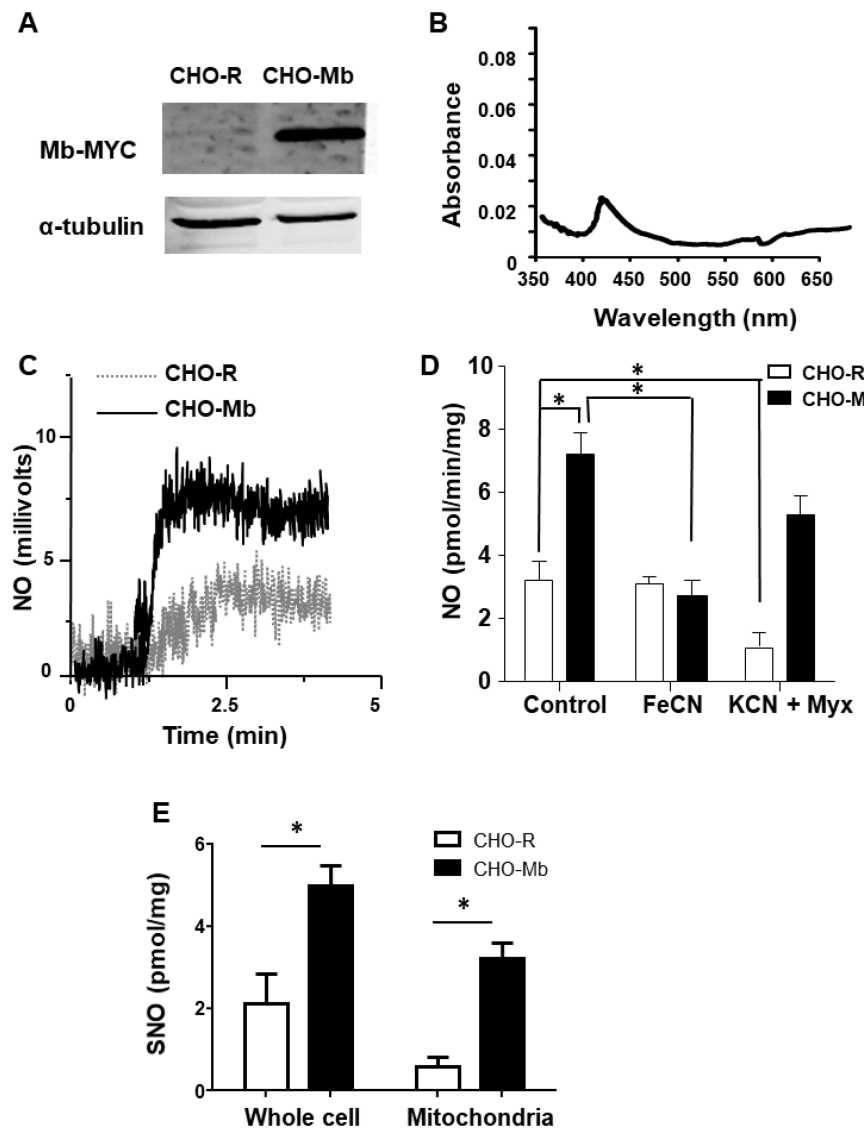 A
CHO-R CHO-Mb
Mb-MYC
α-tubulin
B
Absorbance
0.08
0.06
0.04
0.02
0
350 400 450 500 550 600 650
Wavelength (nm)
C
CHO-R
CHO-Mb
NO (millivolts)
10
5
0
0 2.5 5
Time (min)
D
CHO-R
CHO-M
NO (pmol/min/mg)
10
8
6
4
2
0
*
*
*
Control FeCN KCN + Myx
E
CHO-R
CHO-Mb
SNO (pmol/mg)
6
4
2
0
*
*
Whole cell Mitochondria